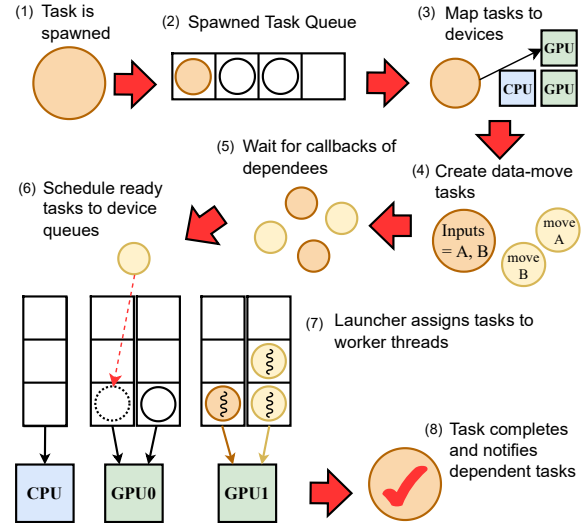 (1) Task is
spawned
(2) Spawned Task Queue
(3) Map tasks to
devices
GPU
CPU
GPU
(4) Create data-move
tasks
Inputs
= A, B
move
A
move
B
(5) Wait for callbacks of
dependees
(6) Schedule ready
tasks to device
queues
(7) Launcher assigns tasks to
worker threads
CPU
GPU0
GPU1
(8) Task completes
and notifies
dependent tasks